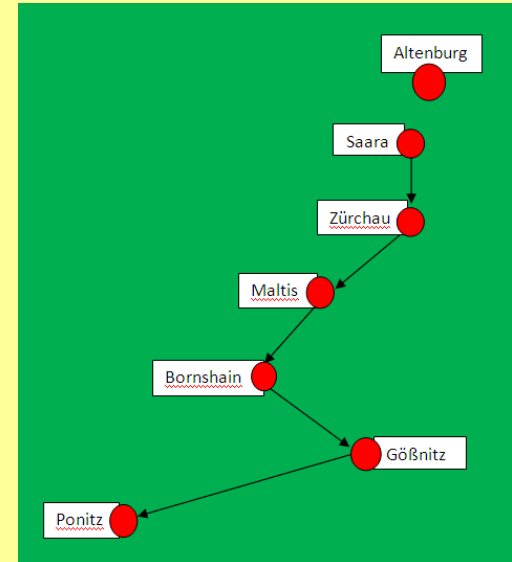 Altenburg
Saara
Zürchau
Maltis
Bornshain
Gößnitz
Ponitz